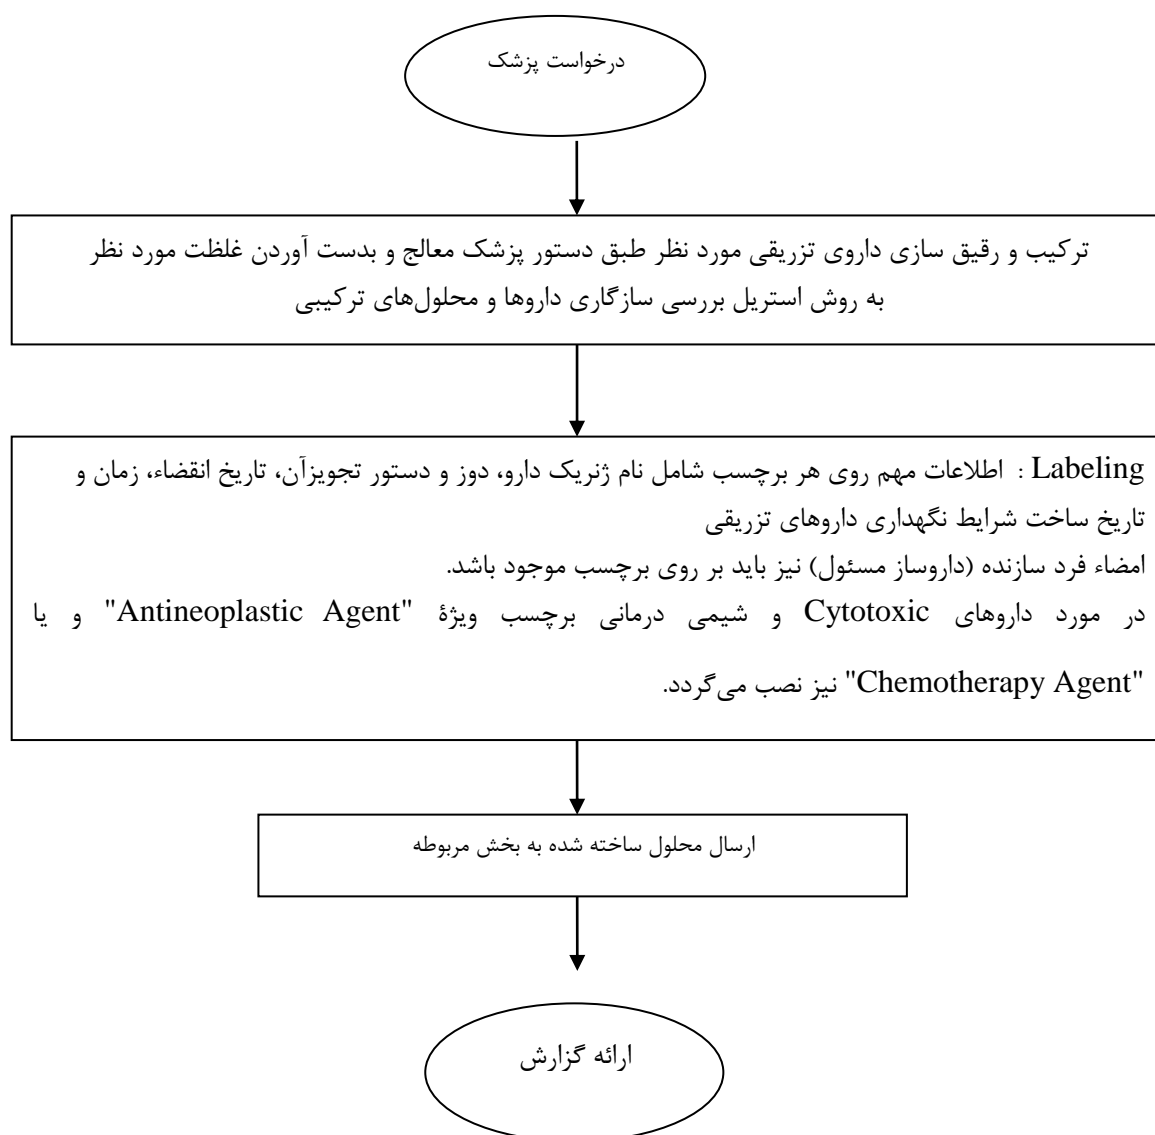 درخواست پزشک
ترکیب و رقیق سازی داروی تزریقی مورد نظر طبق دستور پزشک معالج و بدست آوردن غلظت مورد نظر
به روش استریل بررسی سازگاری داروها و محلول‌های ترکیبی
Labeling : اطلاعات مهم روی هر برچسب شامل نام ژنریک دارو، دوز و دستور تجویزآن، تاریخ انقضاء، زمان و
تاریخ ساخت شرایط نگهداری داروهای تزریقی
امضاء فرد سازنده (داروساز مسئول) نیز باید بر روی برچسب موجود باشد.
در مورد داروهای Cytotoxic و شیمی درمانی برچسب ویژۀ "Antineoplastic Agent" و یا
"Chemotherapy Agent" نیز نصب می‌گردد.
ارسال محلول ساخته شده به بخش مربوطه
ارائه گزارش